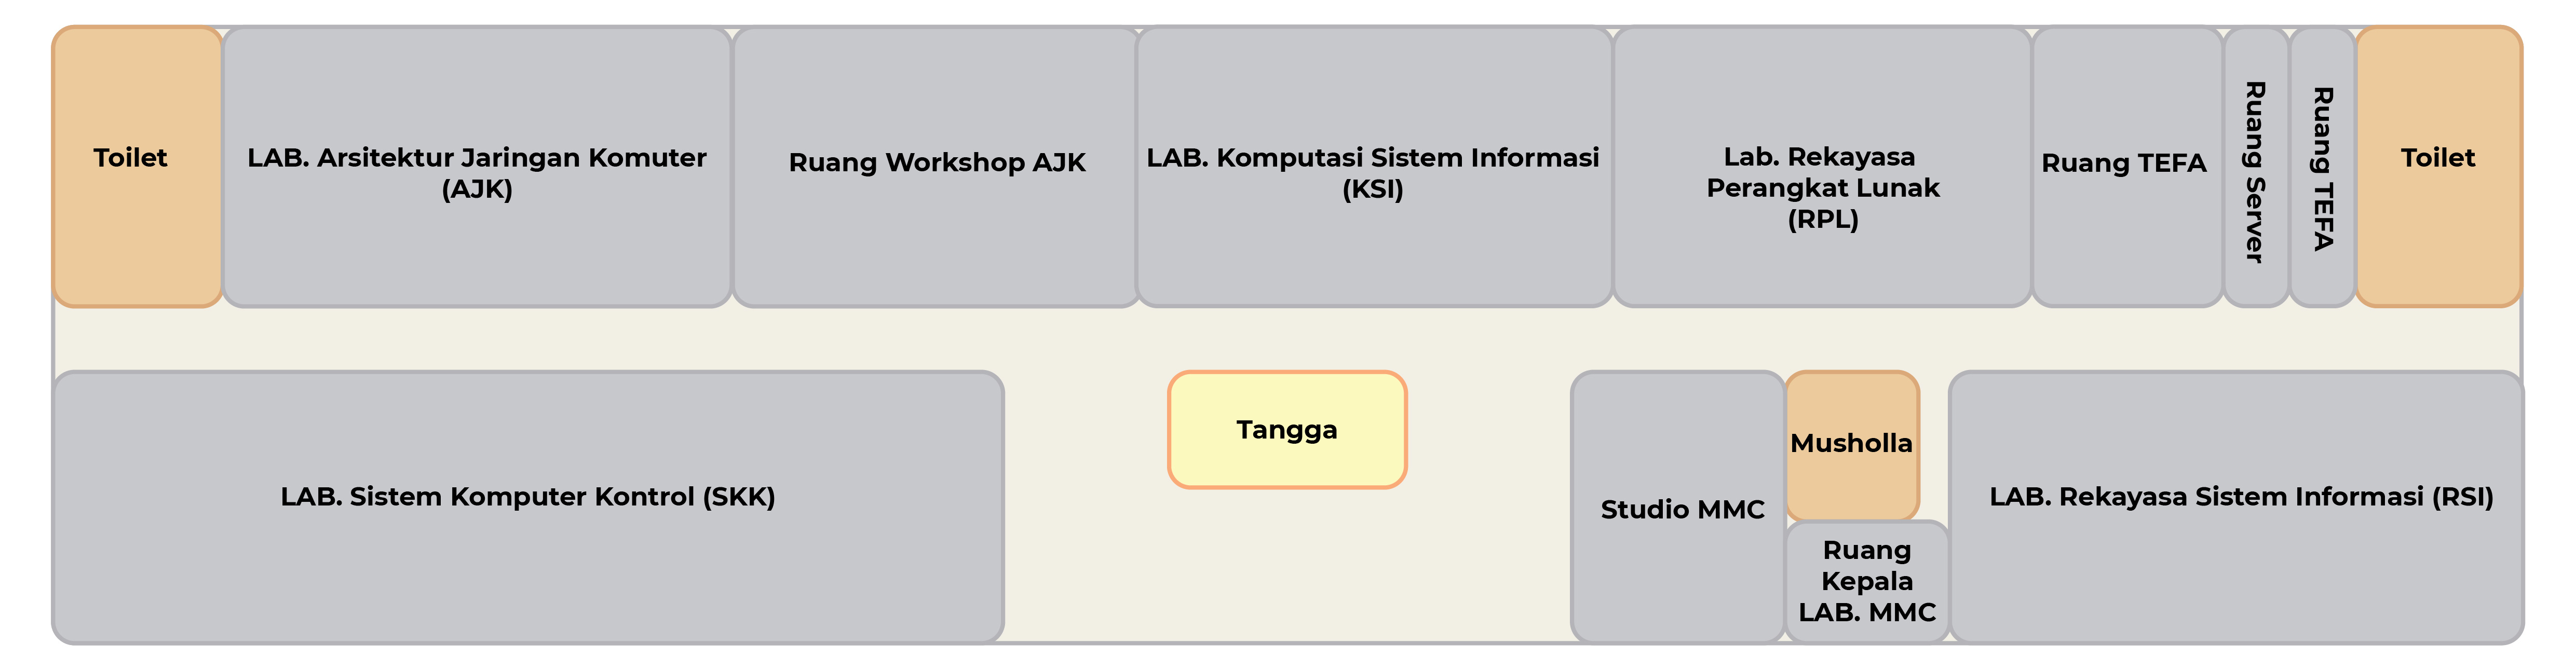 Toilet
LAB. Arsitektur Jaringan Komuter
(AJK)
Ruang Workshop AJK
LAB. Komputasi Sistem Informasi
(KSI)
Lab. Rekayasa
Perangkat Lunak
(RPL)
Ruang TEFA
Ruang Server
Ruang TEFA
Toilet
LAB. Sistem Komputer Kontrol (SKK)
Tangga
Studio MMC
Musholla
Ruang
Kepala
LAB. MMC
LAB. Rekayasa Sistem Informasi (RSI)